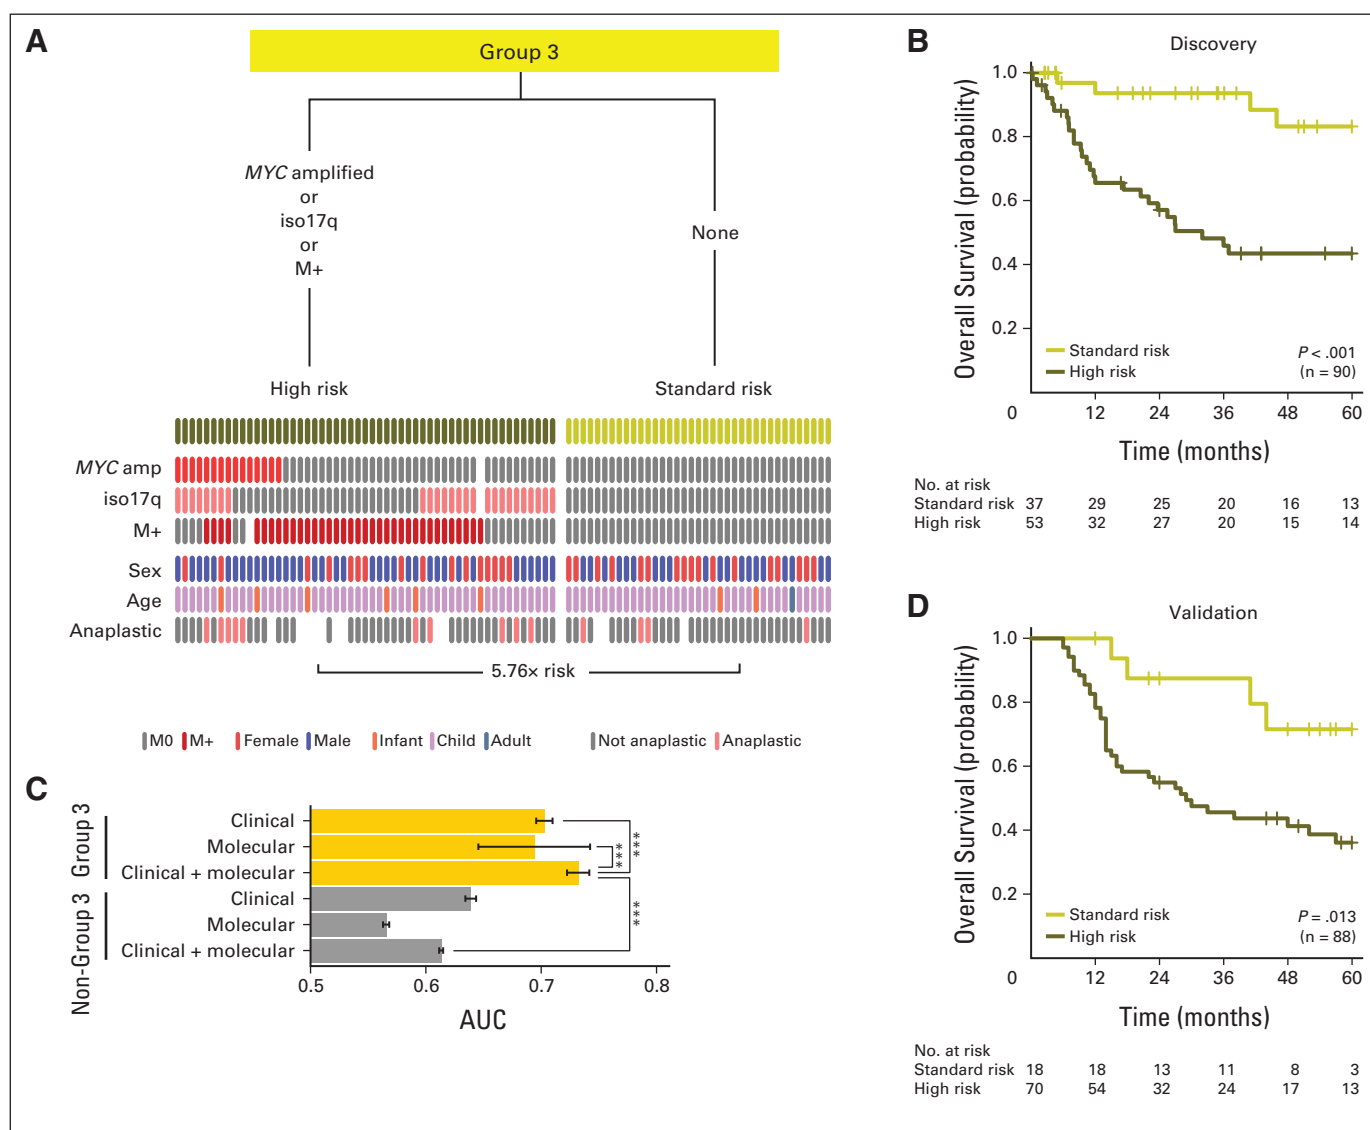 A
Group 3
MYC amplified
or
iso17q
or
M+
None
High risk
Standard risk
MYC amp
iso17q
M+
Sex
Age
Anaplastic
5.76× risk
M0 M+ Female Male Infant Child Adult Not anaplastic Anaplastic
B
Discovery
Overall Survival (probability)
1.0
0.8
0.6
0.4
0.2
Standard risk
High risk
P < .001
(n = 90)
0 12 24 36 48 60
Time (months)
No. at risk
Standard risk 37 29 25 20 16 13
High risk 53 32 27 20 15 14
C
Group 3
Clinical
Molecular
Clinical + molecular
Non-Group 3
Clinical
Molecular
Clinical + molecular
***
***
***
0.5 0.6 0.7 0.8
AUC
D
Validation
Overall Survival (probability)
1.0
0.8
0.6
0.4
0.2
Standard risk
High risk
P = .013
(n = 88)
0 12 24 36 48 60
Time (months)
No. at risk
Standard risk 18 18 13 11 8 3
High risk 70 54 32 24 17 13